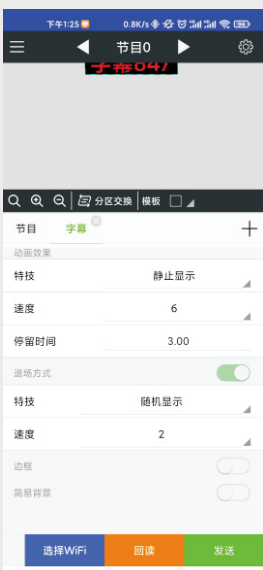 下午1:25 0.8K/s
节目0
字幕847
分区交换 模板
节目 字幕
动画效果
特技 静止显示
速度 6
停留时间 3.00
退场方式
特技 随机显示
速度 2
边框
简易背景
选择WiFi 回读 发送